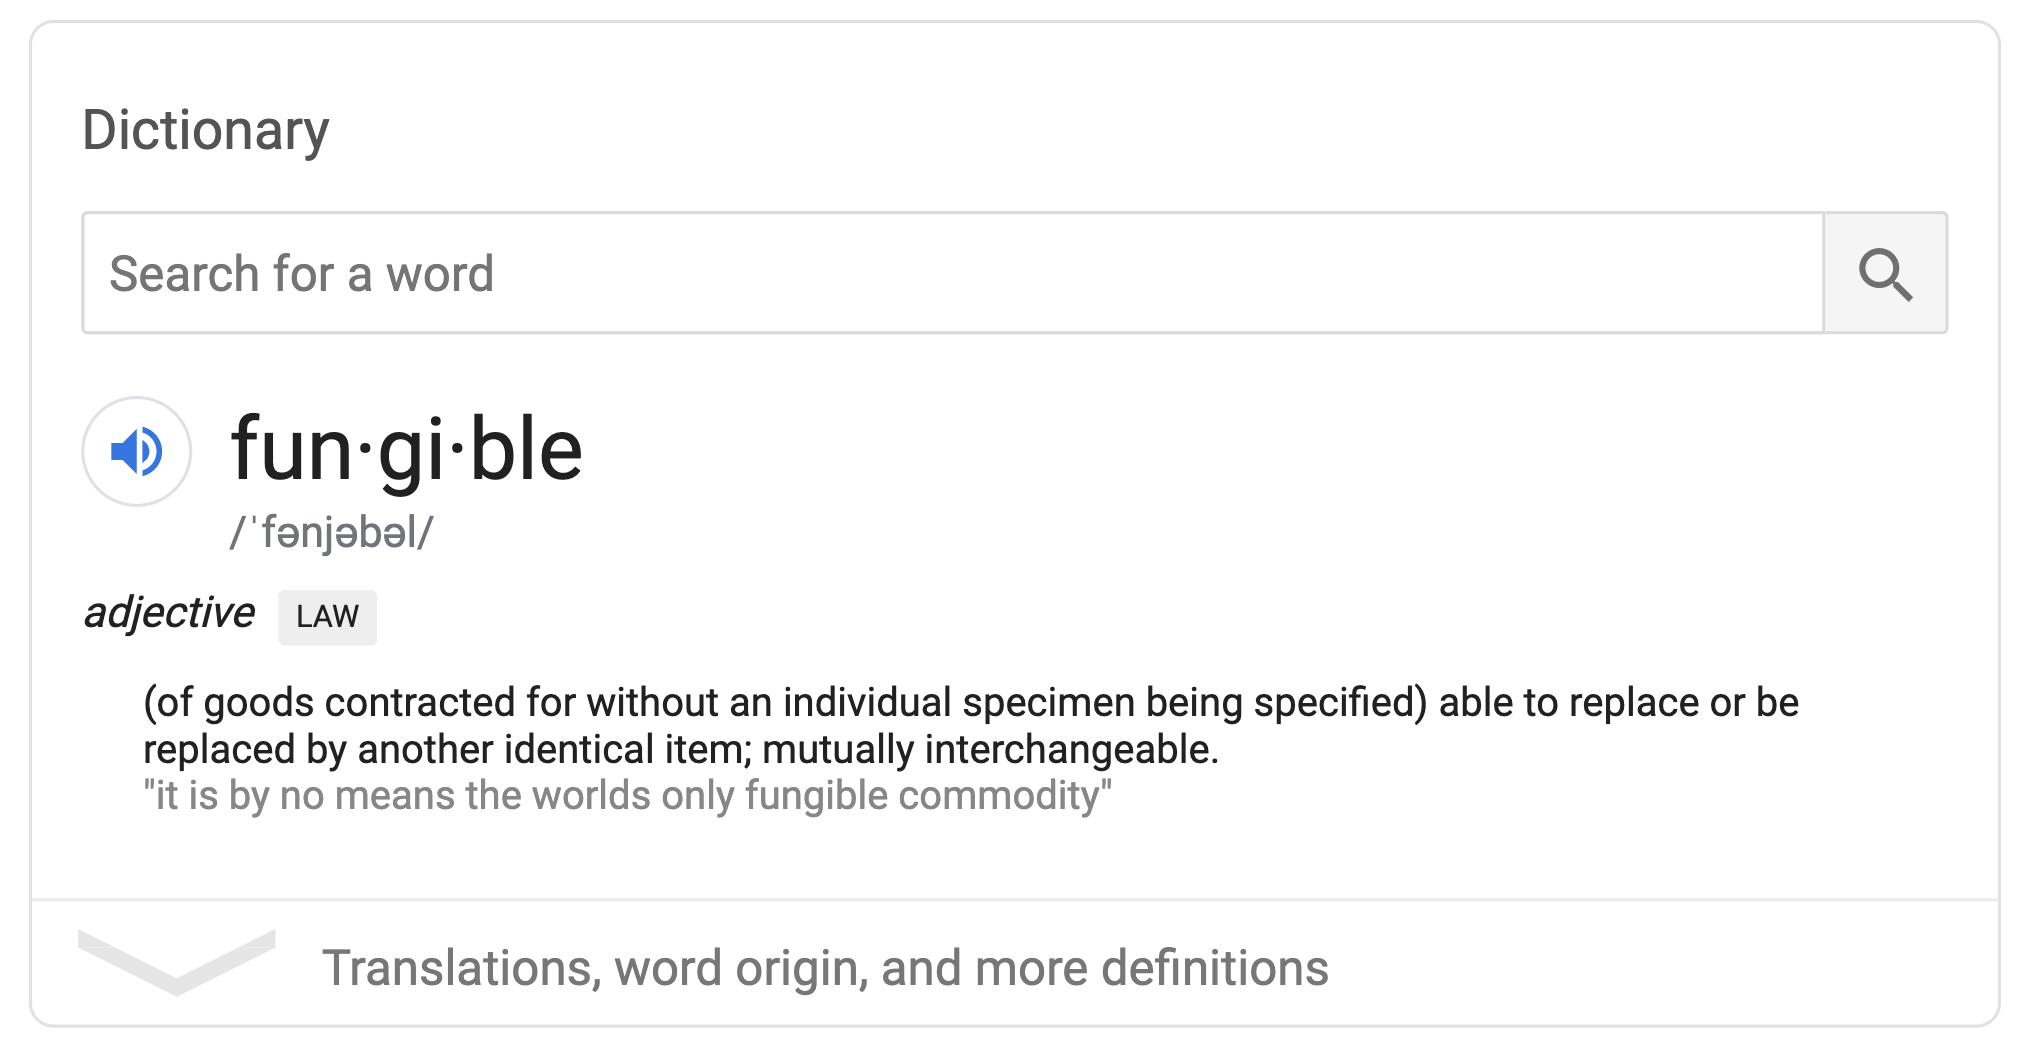 Dictionary
Search for a word
fun·gi·ble
/ˈfənjəbəl/
adjective LAW
(of goods contracted for without an individual specimen being specified) able to replace or be
replaced by another identical item; mutually interchangeable.
"it is by no means the worlds only fungible commodity"
Translations, word origin, and more definitions